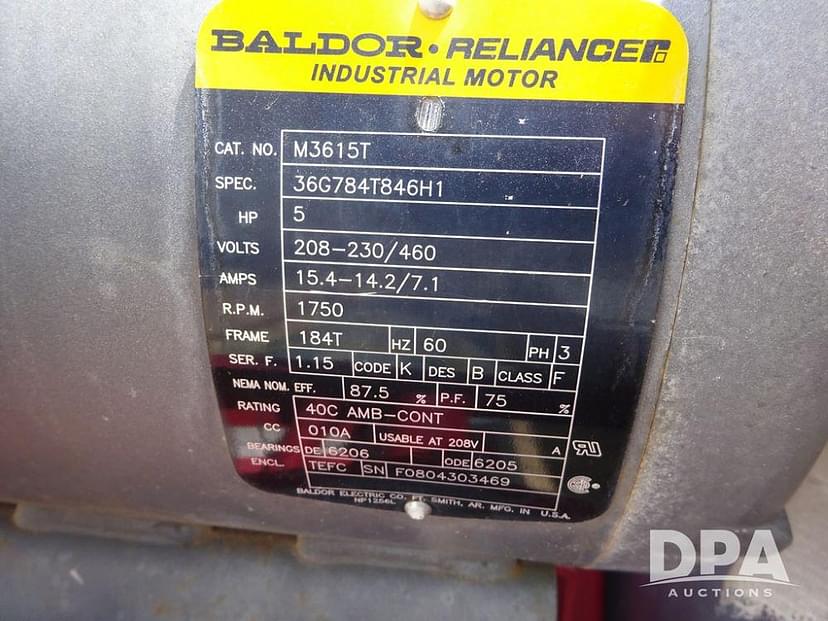 BALDOR • RELIANCER
INDUSTRIAL MOTOR
CAT. NO. M3615T
SPEC. 36G784T846H1
HP 5
VOLTS 208-230/460
AMPS 15.4-14.2/7.1
R.P.M. 1750
FRAME 184T HZ 60 PH 3
SER. F. 1.15 CODE K DES B CLASS F
NEMA NOM. EFF. 87.5 % P.F. 75 %
RATING 40C AMB-CONT
CC 010A USABLE AT 208V A
BEARINGS DE 6206 ODE 6205
ENCL. TEFC SN F0804303469
BALDOR ELECTRIC CO. FT. SMITH, AR. MFG. IN U.S.A.
NP1256L
DPA
AUCTIONS